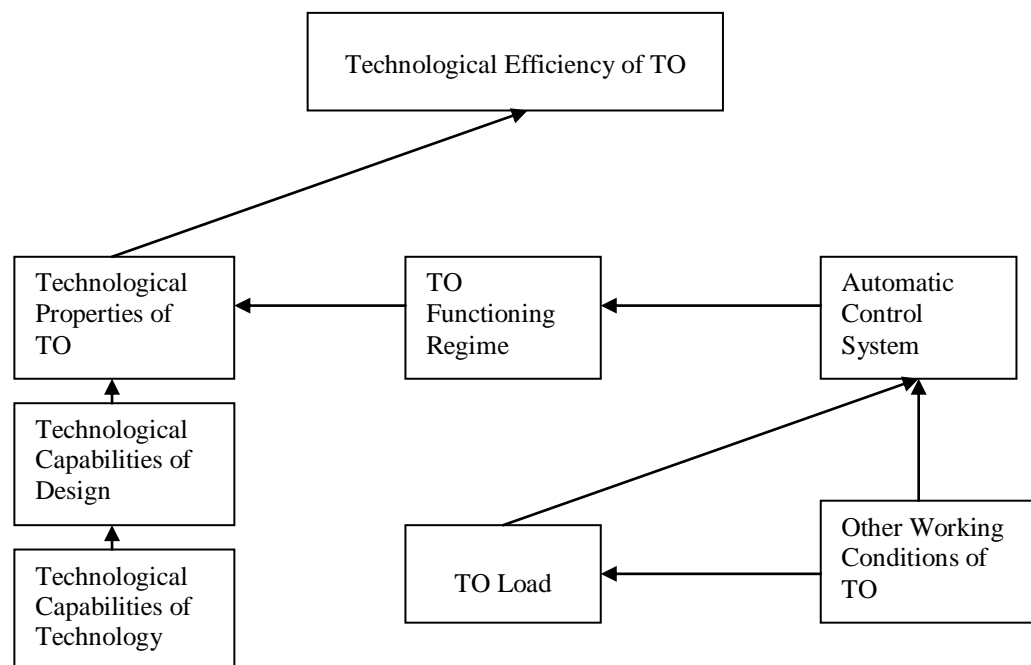 Technological Efficiency of TO
Technological
Properties of
TO
TO
Functioning
Regime
Automatic
Control
System
Technological
Capabilities of
Design
TO Load
Other Working
Conditions of
TO
Technological
Capabilities of
Technology